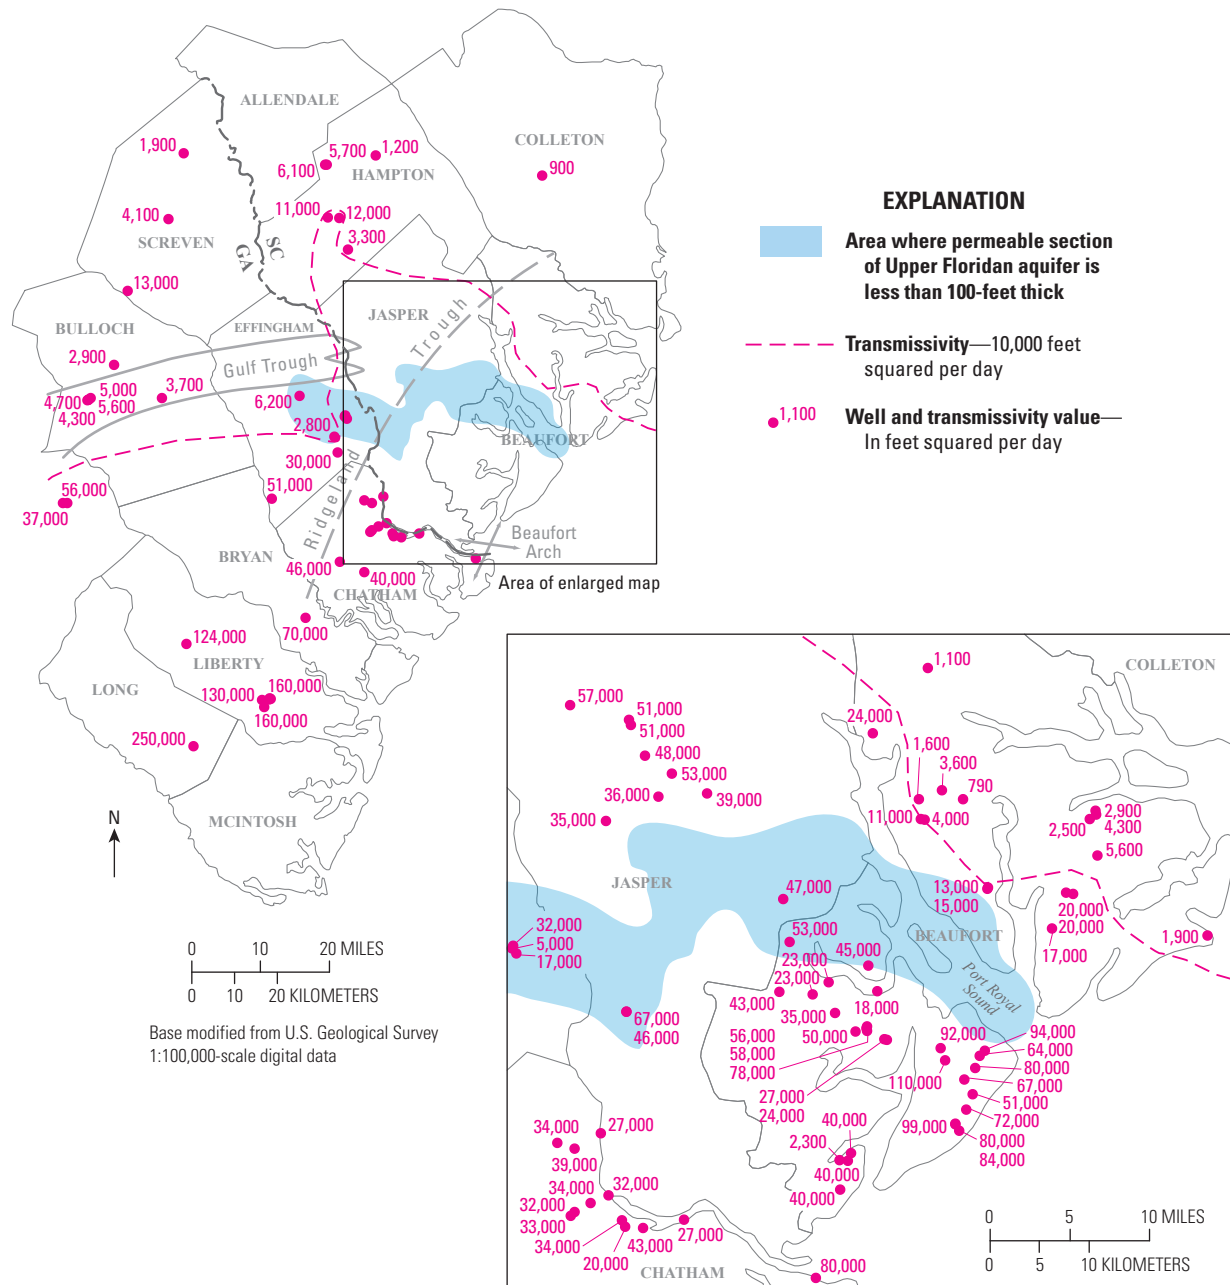 ALLENDALE
COLLETON
1,900
5,700
1,200
6,100
HAMPTON
900
11,000
12,000
4,100
SCREVEN
SC
GA
3,300
13,000
BULLOCH
EFFINGHAM
JASPER
Trough
2,900
Gulf Trough
3,700
5,000
4,700
5,600
4,300
6,200
2,800
BEAUFORT
30,000
51,000
56,000
37,000
Ridgeland
Beaufort
Arch
BRYAN
46,000
40,000
Area of enlarged map
CHATHAM
70,000
124,000
LIBERTY
LONG
130,000
160,000
160,000
250,000
MCINTOSH
N
0 10 20 MILES
0 10 20 KILOMETERS
Base modified from U.S. Geological Survey
1:100,000-scale digital data
EXPLANATION
Area where permeable section
of Upper Floridan aquifer is
less than 100-feet thick
Transmissivity—10,000 feet
squared per day
1,100
Well and transmissivity value—
In feet squared per day
COLLETON
1,100
57,000
51,000
51,000
24,000
48,000
1,600
3,600
53,000
790
36,000
39,000
35,000
11,000
4,000
2,900
2,500
4,300
5,600
JASPER
47,000
13,000
15,000
20,000
20,000
32,000
5,000
17,000
53,000
45,000
BEAUFORT
17,000
1,900
23,000
23,000
43,000
18,000
Port Royal
Sound
35,000
67,000
46,000
56,000
50,000
58,000
78,000
92,000
94,000
64,000
80,000
110,000
67,000
27,000
24,000
51,000
72,000
99,000
80,000
84,000
34,000
27,000
39,000
40,000
2,300
40,000
40,000
34,000
32,000
32,000
33,000
34,000
20,000
43,000
27,000
80,000
CHATHAM
0 5 10 MILES
0 5 10 KILOMETERS